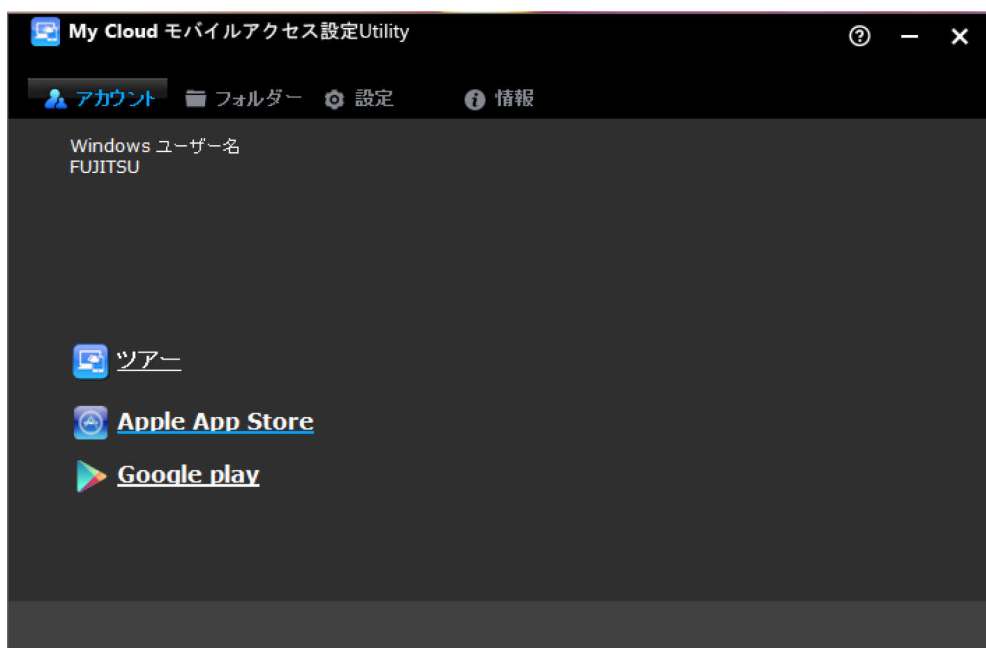 My Cloud モバイルアクセス設定Utility
アカウント フォルダー 設定 情報
Windows ユーザー名
FUJITSU
ツアー
Apple App Store
Google play